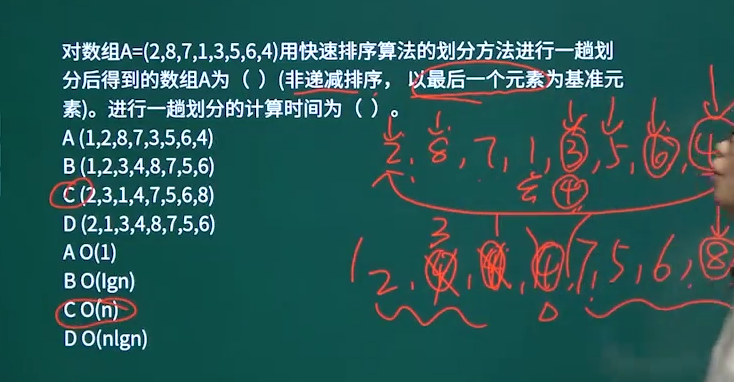 对数组A=(2,8,7,1,3,5,6,4)用快速排序算法的划分方法进行一趟划
分后得到的数组A为（ ）(非递减排序， 以最后一个元素为基准元
素)。进行一趟划分的计算时间为（ ）。
A (1,2,8,7,3,5,6,4)
B (1,2,3,4,8,7,5,6)
C (2,3,1,4,7,5,6,8)
D (2,1,3,4,8,7,5,6)
A O(1)
B O(lgn)
C O(n)
D O(nlgn)
2, 8, 7, 1, 3, 5, 6, 4
4
3 1
2, 4, 4, 4 7, 5, 6, 8